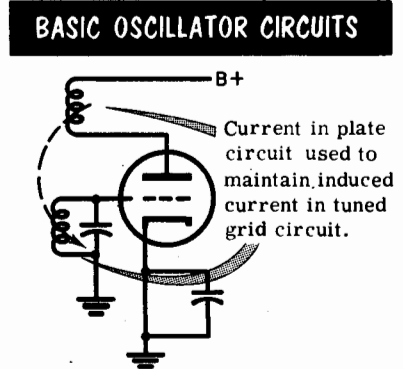 BASIC OSCILLATOR CIRCUITS
B+
Current in plate
circuit used to
maintain induced
current in tuned
grid circuit.